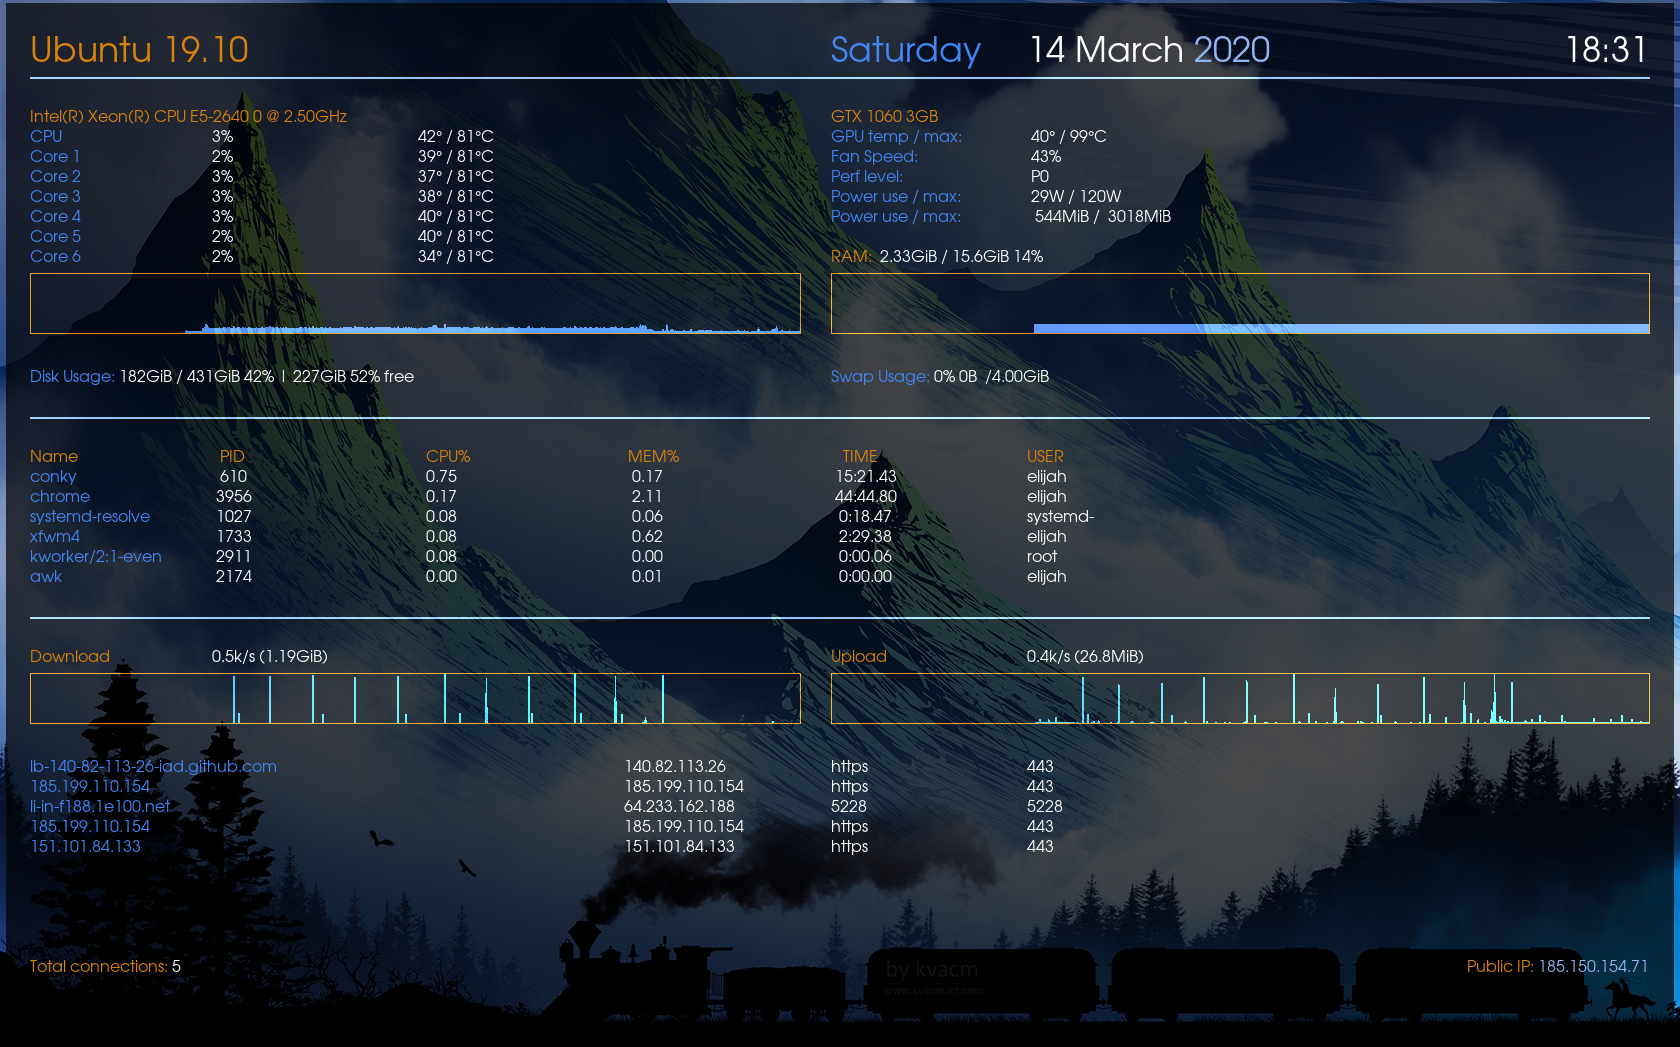 Ubuntu 19.10 Saturday 14 March 2020 18:31
Intel(R) Xeon(R) CPU E5-2640 0 @ 2.50GHz GTX 1060 3GB
CPU 3% 42° / 81°C GPU temp / max: 40° / 99°C
Core 1 2% 39° / 81°C Fan Speed: 43%
Core 2 3% 37° / 81°C Perf level: P0
Core 3 3% 38° / 81°C Power use / max: 29W / 120W
Core 4 3% 40° / 81°C Power use / max: 544MiB / 3018MiB
Core 5 2% 40° / 81°C
Core 6 2% 34° / 81°C RAM: 2.33GiB / 15.6GiB 14%
Disk Usage: 182GiB / 431GiB 42% | 227GiB 52% free Swap Usage: 0% 0B /4.00GiB
Name PID CPU% MEM% TIME USER
conky 610 0.75 0.17 15:21.43 elijah
chrome 3956 0.17 2.11 44:44.80 elijah
systemd-resolve 1027 0.08 0.06 0:18.47 systemd-
xfwm4 1733 0.08 0.62 2:29.38 elijah
kworker/2:1-even 2911 0.08 0.00 0:00.06 root
awk 2174 0.00 0.01 0:00.00 elijah
Download 0.5k/s (1.19GiB) Upload 0.4k/s (26.8MiB)
lb-140-82-113-26-iad.github.com 140.82.113.26 https 443
185.199.110.154 185.199.110.154 https 443
li-in-f188.1e100.net 64.233.162.188 5228 5228
185.199.110.154 185.199.110.154 https 443
151.101.84.133 151.101.84.133 https 443
Total connections: 5 by kvacm Public IP: 185.150.154.71
www.kvacmart.com